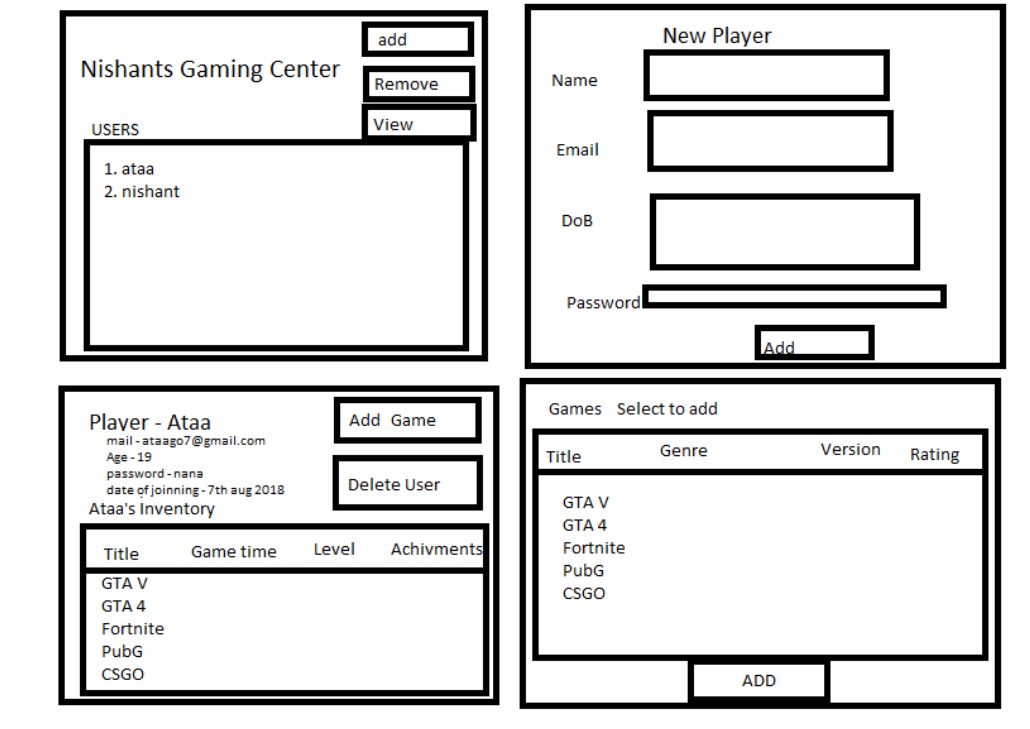 add
Nishants Gaming Center
Remove
View
USERS
1. ataa
2. nishant
New Player
Name
Email
DoB
Password
Add
Player - Ataa
mail - ataago7@gmail.com
Age - 19
password - nana
date of joinning - 7th aug 2018
Ataa's Inventory
Add Game
Delete User
Title Game time Level Achivments
GTA V
GTA 4
Fortnite
PubG
CSGO
Games Select to add
Title Genre Version Rating
GTA V
GTA 4
Fortnite
PubG
CSGO
ADD